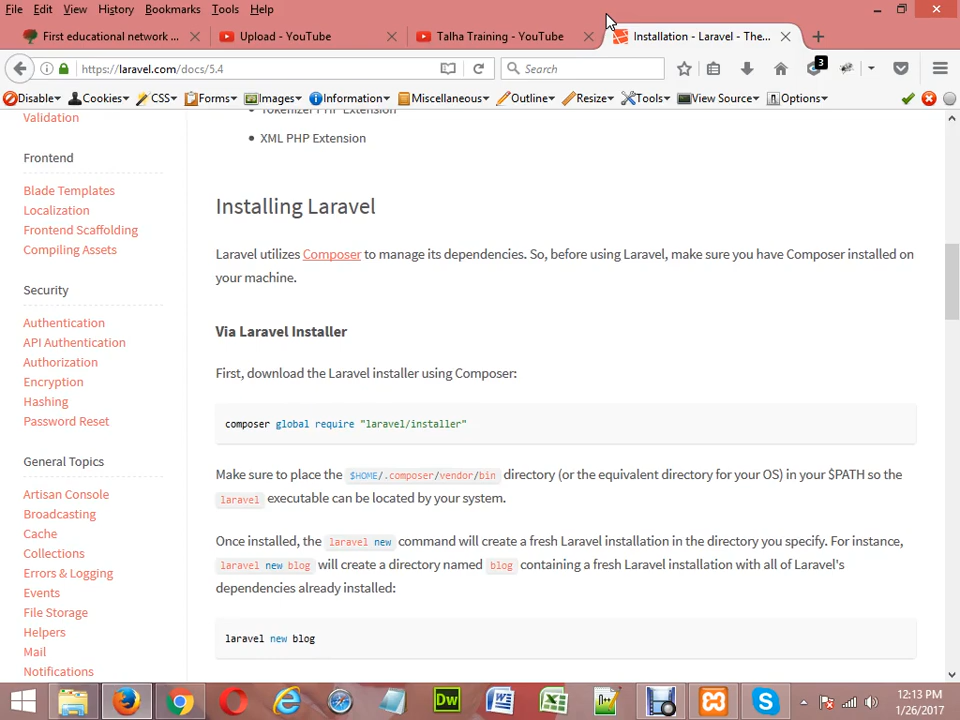 File Edit View History Bookmarks Tools Help
First educational network ...
Upload - YouTube
Talha Training - YouTube
Installation - Laravel - The...
https://laravel.com/docs/5.4
Search
3
Disable Cookies CSS Forms Images Information Miscellaneous Outline Resize Tools View Source Options
Validation
Frontend
Blade Templates
Localization
Frontend Scaffolding
Compiling Assets
Security
Authentication
API Authentication
Authorization
Encryption
Hashing
Password Reset
General Topics
Artisan Console
Broadcasting
Cache
Collections
Errors & Logging
Events
File Storage
Helpers
Mail
Notifications
Tokenizer PHP Extension
XML PHP Extension
Installing Laravel
Laravel utilizes Composer to manage its dependencies. So, before using Laravel, make sure you have Composer installed on
your machine.
Via Laravel Installer
First, download the Laravel installer using Composer:
composer global require "laravel/installer"
Make sure to place the $HOME/.composer/vendor/bin directory (or the equivalent directory for your OS) in your $PATH so the
laravel executable can be located by your system.
Once installed, the laravel new command will create a fresh Laravel installation in the directory you specify. For instance,
laravel new blog will create a directory named blog containing a fresh Laravel installation with all of Laravel's
dependencies already installed:
laravel new blog
Dw
12:13 PM
1/26/2017